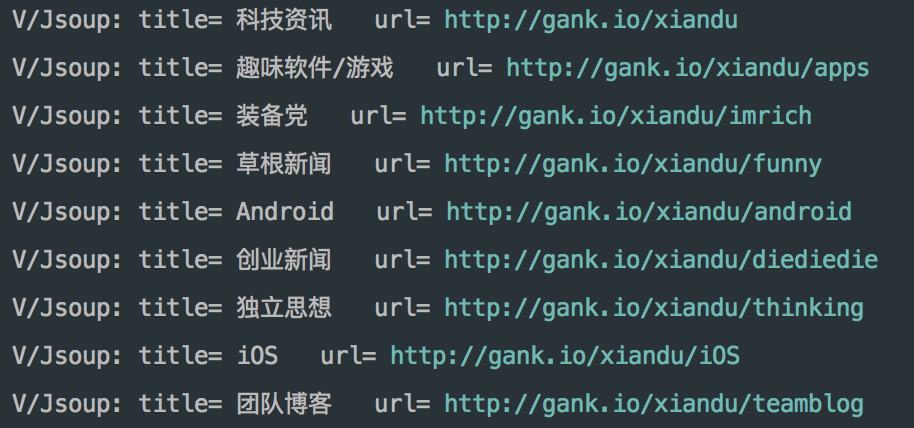 V/Jsoup: title= 科技资讯   url= http://gank.io/xiandu
V/Jsoup: title= 趣味软件/游戏   url= http://gank.io/xiandu/apps
V/Jsoup: title= 装备党   url= http://gank.io/xiandu/imrich
V/Jsoup: title= 草根新闻   url= http://gank.io/xiandu/funny
V/Jsoup: title= Android   url= http://gank.io/xiandu/android
V/Jsoup: title= 创业新闻   url= http://gank.io/xiandu/diediedie
V/Jsoup: title= 独立思想   url= http://gank.io/xiandu/thinking
V/Jsoup: title= iOS   url= http://gank.io/xiandu/iOS
V/Jsoup: title= 团队博客   url= http://gank.io/xiandu/teamblog